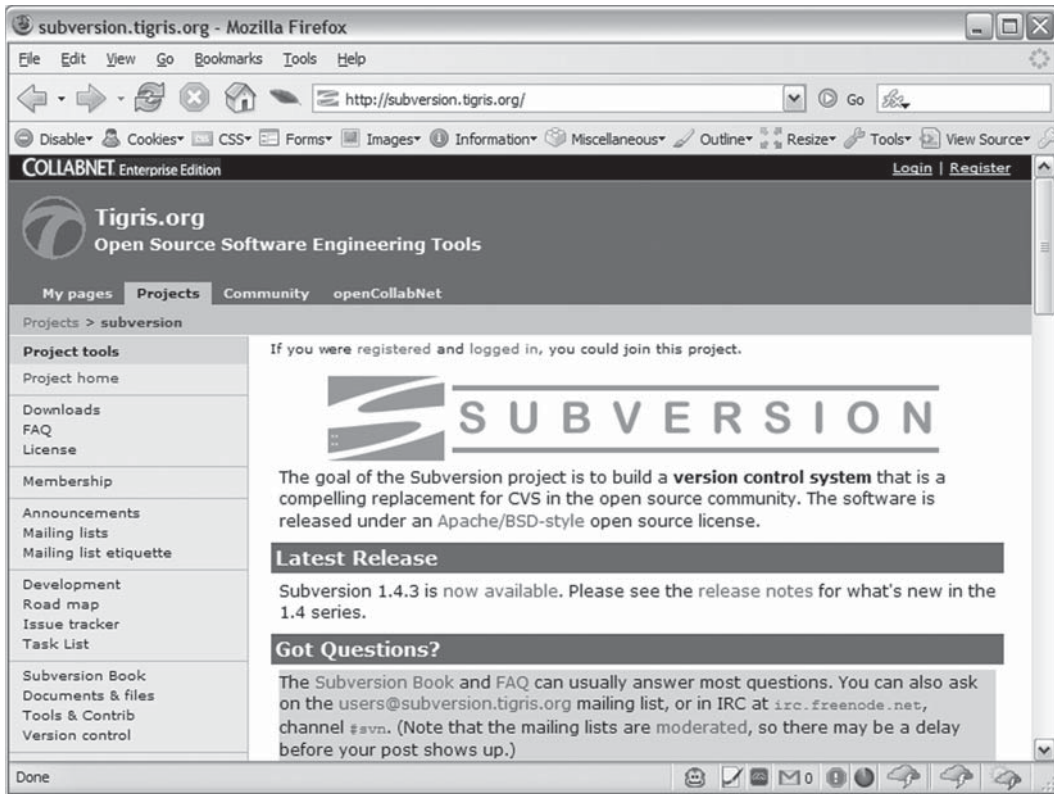 subversion.tigris.org - Mozilla Firefox
File Edit View Go Bookmarks Tools Help
http://subversion.tigris.org/
Go
Disable Cookies CSS Forms Images Information Miscellaneous Outline Resize Tools View Source
COLLABNET Enterprise Edition
Login | Register
Tigris.org
Open Source Software Engineering Tools
My pages Projects Community openCollabNet
Projects > subversion
Project tools
Project home
Downloads
FAQ
License
Membership
Announcements
Mailing lists
Mailing list etiquette
Development
Road map
Issue tracker
Task List
Subversion Book
Documents & files
Tools & Contrib
Version control
If you were registered and logged in, you could join this project.
SUBVERSION
The goal of the Subversion project is to build a version control system that is a
compelling replacement for CVS in the open source community. The software is
released under an Apache/BSD-style open source license.
Latest Release
Subversion 1.4.3 is now available. Please see the release notes for what's new in the
1.4 series.
Got Questions?
The Subversion Book and FAQ can usually answer most questions. You can also ask
on the users@subversion.tigris.org mailing list, or in IRC at irc.freenode.net,
channel #svn. (Note that the mailing lists are moderated, so there may be a delay
before your post shows up.)
Done
0